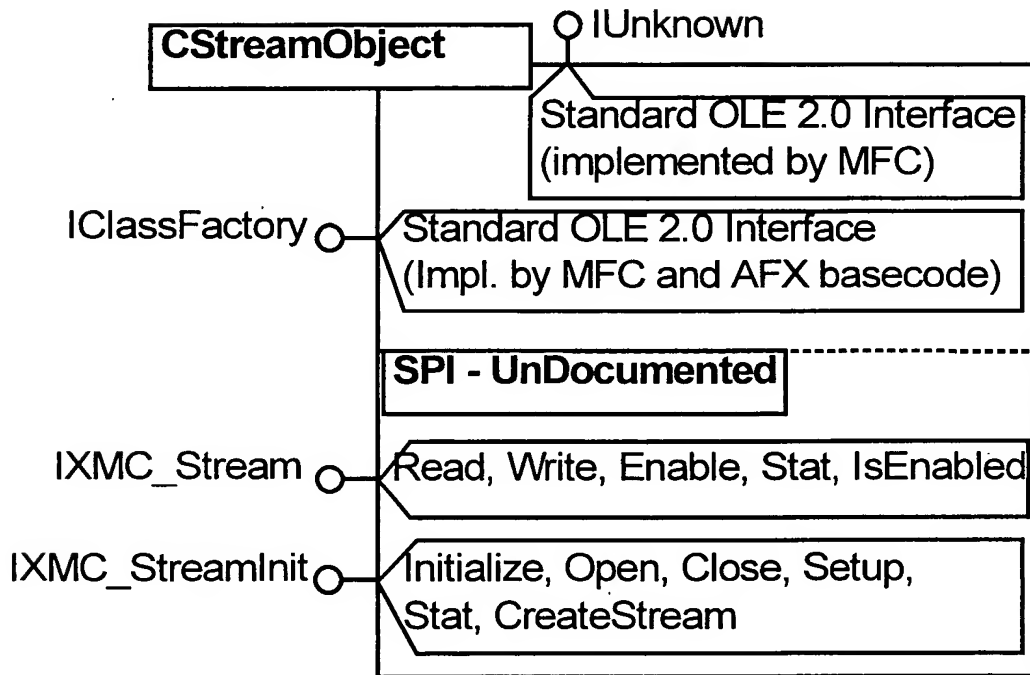 IUnknown
CStreamObject
Standard OLE 2.0 Interface
(implemented by MFC)
IClassFactory
Standard OLE 2.0 Interface
(Impl. by MFC and AFX basecode)
SPI - UnDocumented
IXMC_Stream
Read, Write, Enable, Stat, IsEnabled
IXMC_StreamInit
Initialize, Open, Close, Setup,
Stat, CreateStream